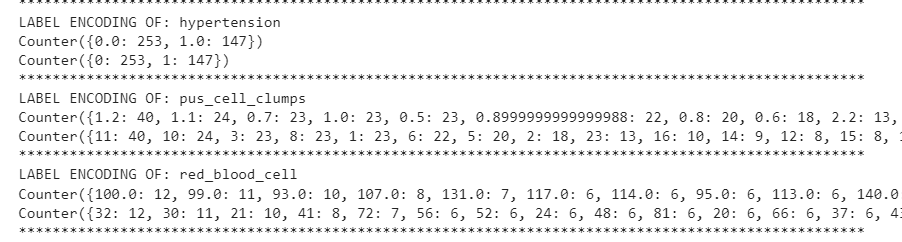 ****************************************************************************************************
LABEL ENCODING OF: hypertension
Counter({0.0: 253, 1.0: 147})
Counter({0: 253, 1: 147})
****************************************************************************************************
LABEL ENCODING OF: pus_cell_clumps
Counter({1.2: 40, 1.1: 24, 0.7: 23, 1.0: 23, 0.5: 23, 0.8999999999999988: 22, 0.8: 20, 0.6: 18, 2.2: 13,
Counter({11: 40, 10: 24, 3: 23, 8: 23, 1: 23, 6: 22, 5: 20, 2: 18, 23: 13, 16: 10, 14: 9, 12: 8, 15: 8,
****************************************************************************************************
LABEL ENCODING OF: red_blood_cell
Counter({100.0: 12, 99.0: 11, 93.0: 10, 107.0: 8, 131.0: 7, 117.0: 6, 114.0: 6, 95.0: 6, 113.0: 6, 140.0
Counter({32: 12, 30: 11, 21: 10, 41: 8, 72: 7, 56: 6, 52: 6, 24: 6, 48: 6, 81: 6, 20: 6, 66: 6, 37: 6,
****************************************************************************************************